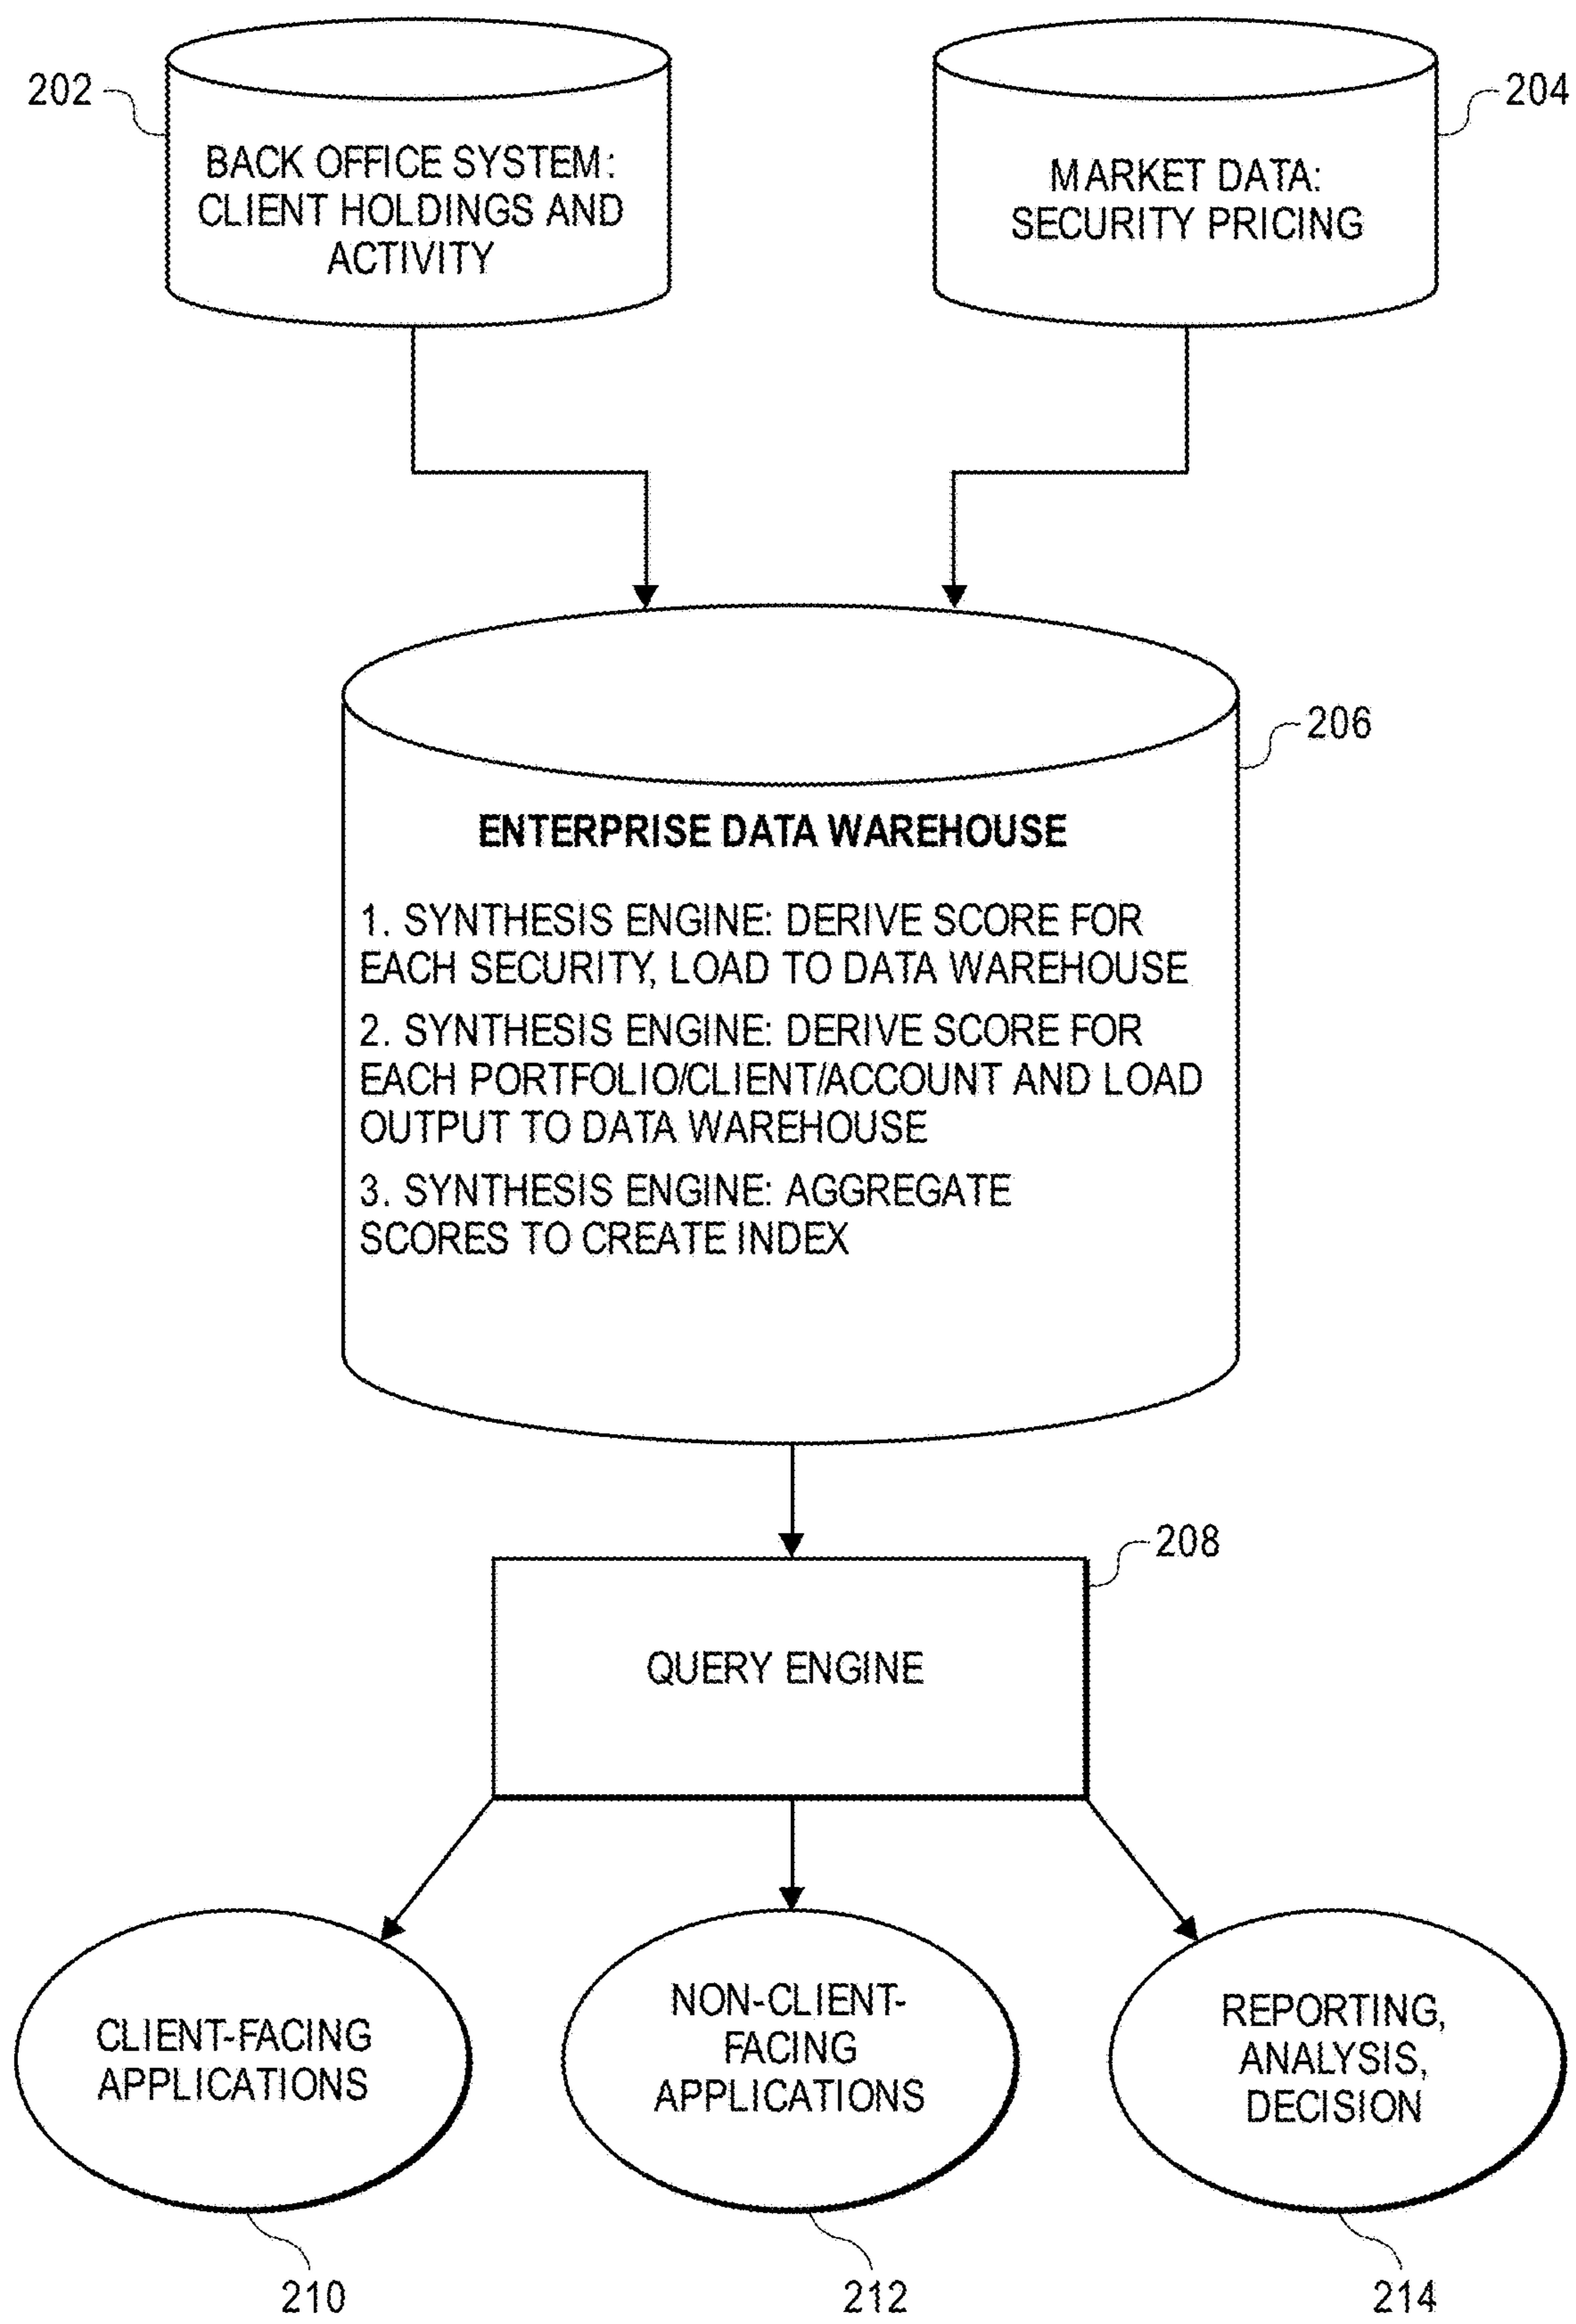 202
BACK OFFICE SYSTEM:
CLIENT HOLDINGS AND
ACTIVITY
204
MARKET DATA:
SECURITY PRICING
206
ENTERPRISE DATA WAREHOUSE
1. SYNTHESIS ENGINE: DERIVE SCORE FOR
EACH SECURITY, LOAD TO DATA WAREHOUSE
2. SYNTHESIS ENGINE: DERIVE SCORE FOR
EACH PORTFOLIO/CLIENT/ACCOUNT AND LOAD
OUTPUT TO DATA WAREHOUSE
3. SYNTHESIS ENGINE: AGGREGATE
SCORES TO CREATE INDEX
208
QUERY ENGINE
CLIENT-FACING
APPLICATIONS
NON-CLIENT-
FACING
APPLICATIONS
REPORTING,
ANALYSIS,
DECISION
210
212
214